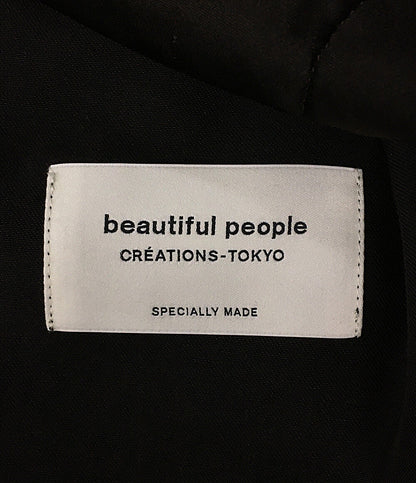 beautiful people
CRÉATIONS-TOKYO
SPECIALLY MADE